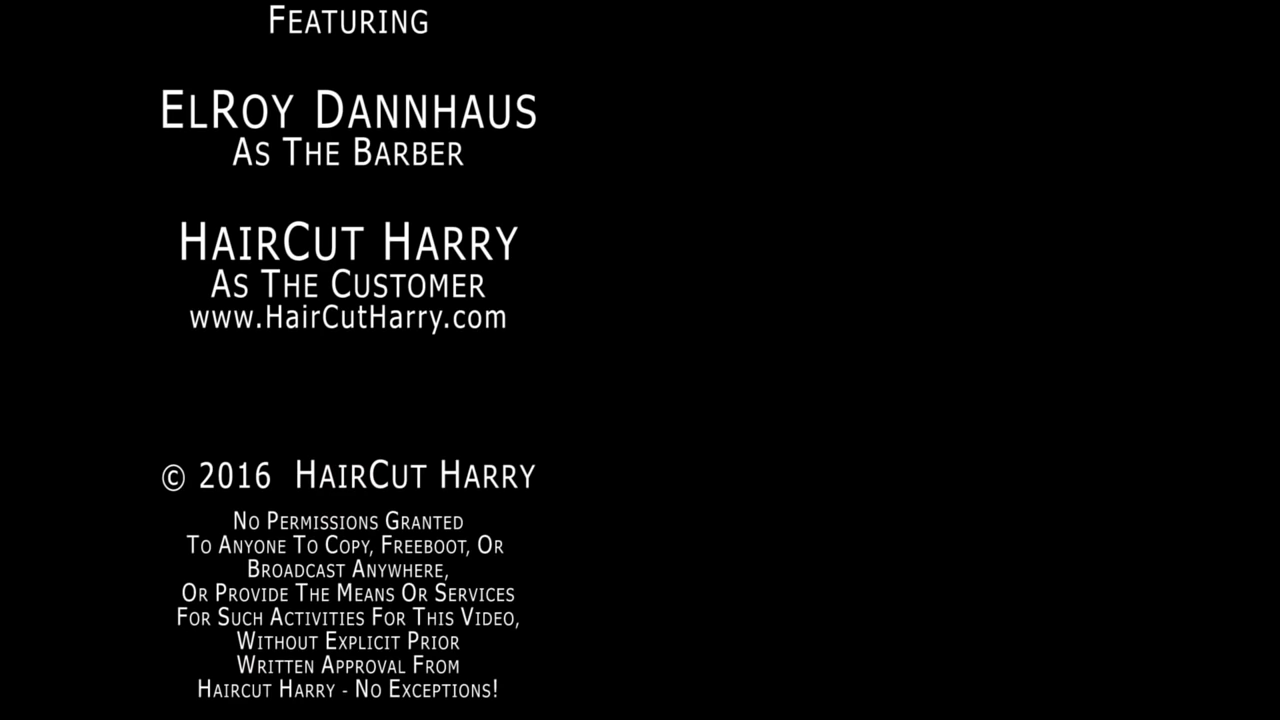 Featuring
ElRoy Dannhaus
As The Barber
HairCut Harry
As The Customer
www.HairCutHarry.com
© 2016 HairCut Harry
No Permissions Granted
To Anyone To Copy, Freeboot, Or
Broadcast Anywhere,
Or Provide The Means Or Services
For Such Activities For This Video,
Without Explicit Prior
Written Approval From
Haircut Harry - No Exceptions!